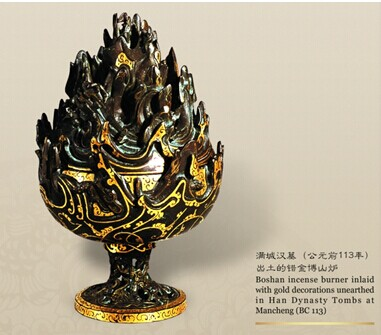 满城汉墓（公元前113年）
出土的错金博山炉
Boshan incense burner inlaid
with gold decorations unearthed
in Han Dynasty Tombs at
Mancheng (BC 113)